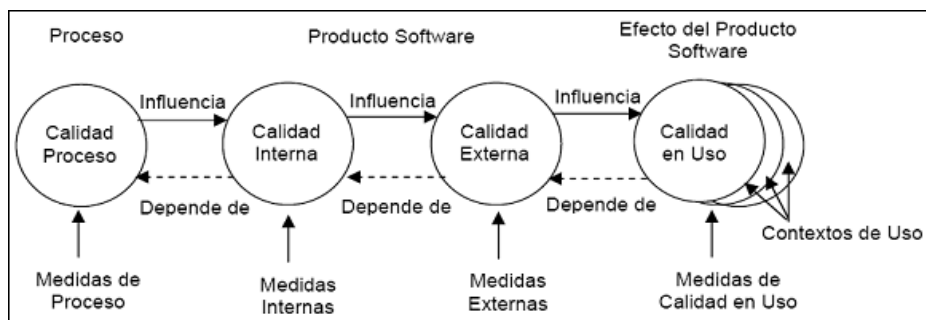 Proceso
Producto Software
Efecto del Producto
Software
Influencia
Influencia
Influencia
Calidad
Proceso
Calidad
Interna
Calidad
Externa
Calidad
en Uso
Depende de
Depende de
Depende de
Contextos de Uso
Medidas de
Proceso
Medidas
Internas
Medidas
Externas
Medidas de
Calidad en Uso